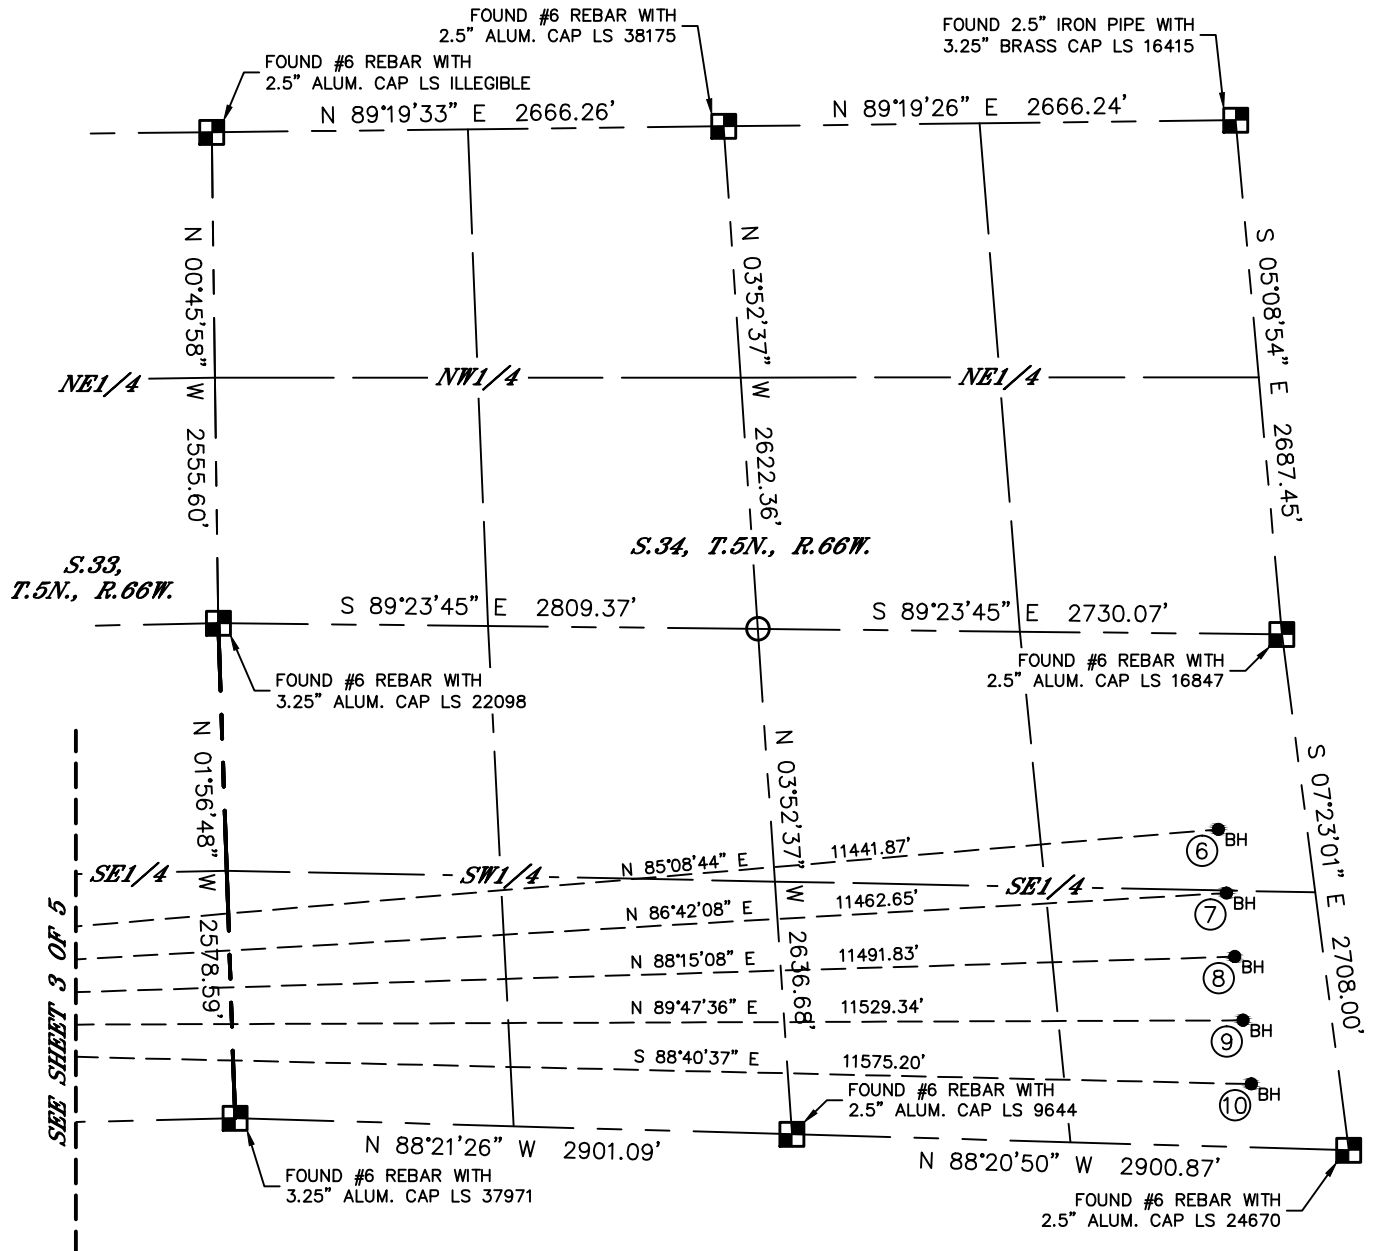 FOUND #6 REBAR WITH
2.5" ALUM. CAP LS 38175
FOUND 2.5" IRON PIPE WITH
3.25" BRASS CAP LS 16415
FOUND #6 REBAR WITH
2.5" ALUM. CAP LS ILLEGIBLE
N 89°19'33" E 2666.26'
N 89°19'26" E 2666.24'
N 00°45'58" W 2555.60'
N 03°52'37" W 2622.36'
S 05°08'54" E 2687.45'
NE1/4
NW1/4
NE1/4
S.33,
T.5N., R.66W.
S.34, T.5N., R.66W.
S 89°23'45" E 2809.37'
S 89°23'45" E 2730.07'
FOUND #6 REBAR WITH
3.25" ALUM. CAP LS 22098
FOUND #6 REBAR WITH
2.5" ALUM. CAP LS 16847
N 01°56'48" W 2578.59'
N 03°52'37" W 2636.68'
S 07°23'01" E 2708.00'
SE1/4
SW1/4
SE1/4
N 85°08'44" E 11441.87'
6 BH
N 86°42'08" E 11462.65'
7 BH
N 88°15'08" E 11491.83'
8 BH
N 89°47'36" E 11529.34'
9 BH
S 88°40'37" E 11575.20'
10 BH
SEE SHEET 3 OF 5
FOUND #6 REBAR WITH
2.5" ALUM. CAP LS 9644
N 88°21'26" W 2901.09'
N 88°20'50" W 2900.87'
FOUND #6 REBAR WITH
3.25" ALUM. CAP LS 37971
FOUND #6 REBAR WITH
2.5" ALUM. CAP LS 24670